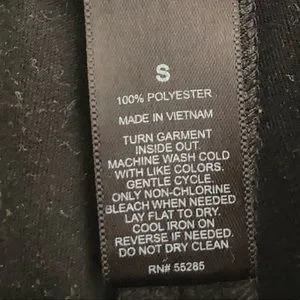 S
100% POLYESTER
MADE IN VIETNAM
TURN GARMENT
INSIDE OUT.
MACHINE WASH COLD
WITH LIKE COLORS.
GENTLE CYCLE.
ONLY NON-CHLORINE
BLEACH WHEN NEEDED
LAY FLAT TO DRY.
COOL IRON ON
REVERSE IF NEEDED.
DO NOT DRY CLEAN
RN# 55285